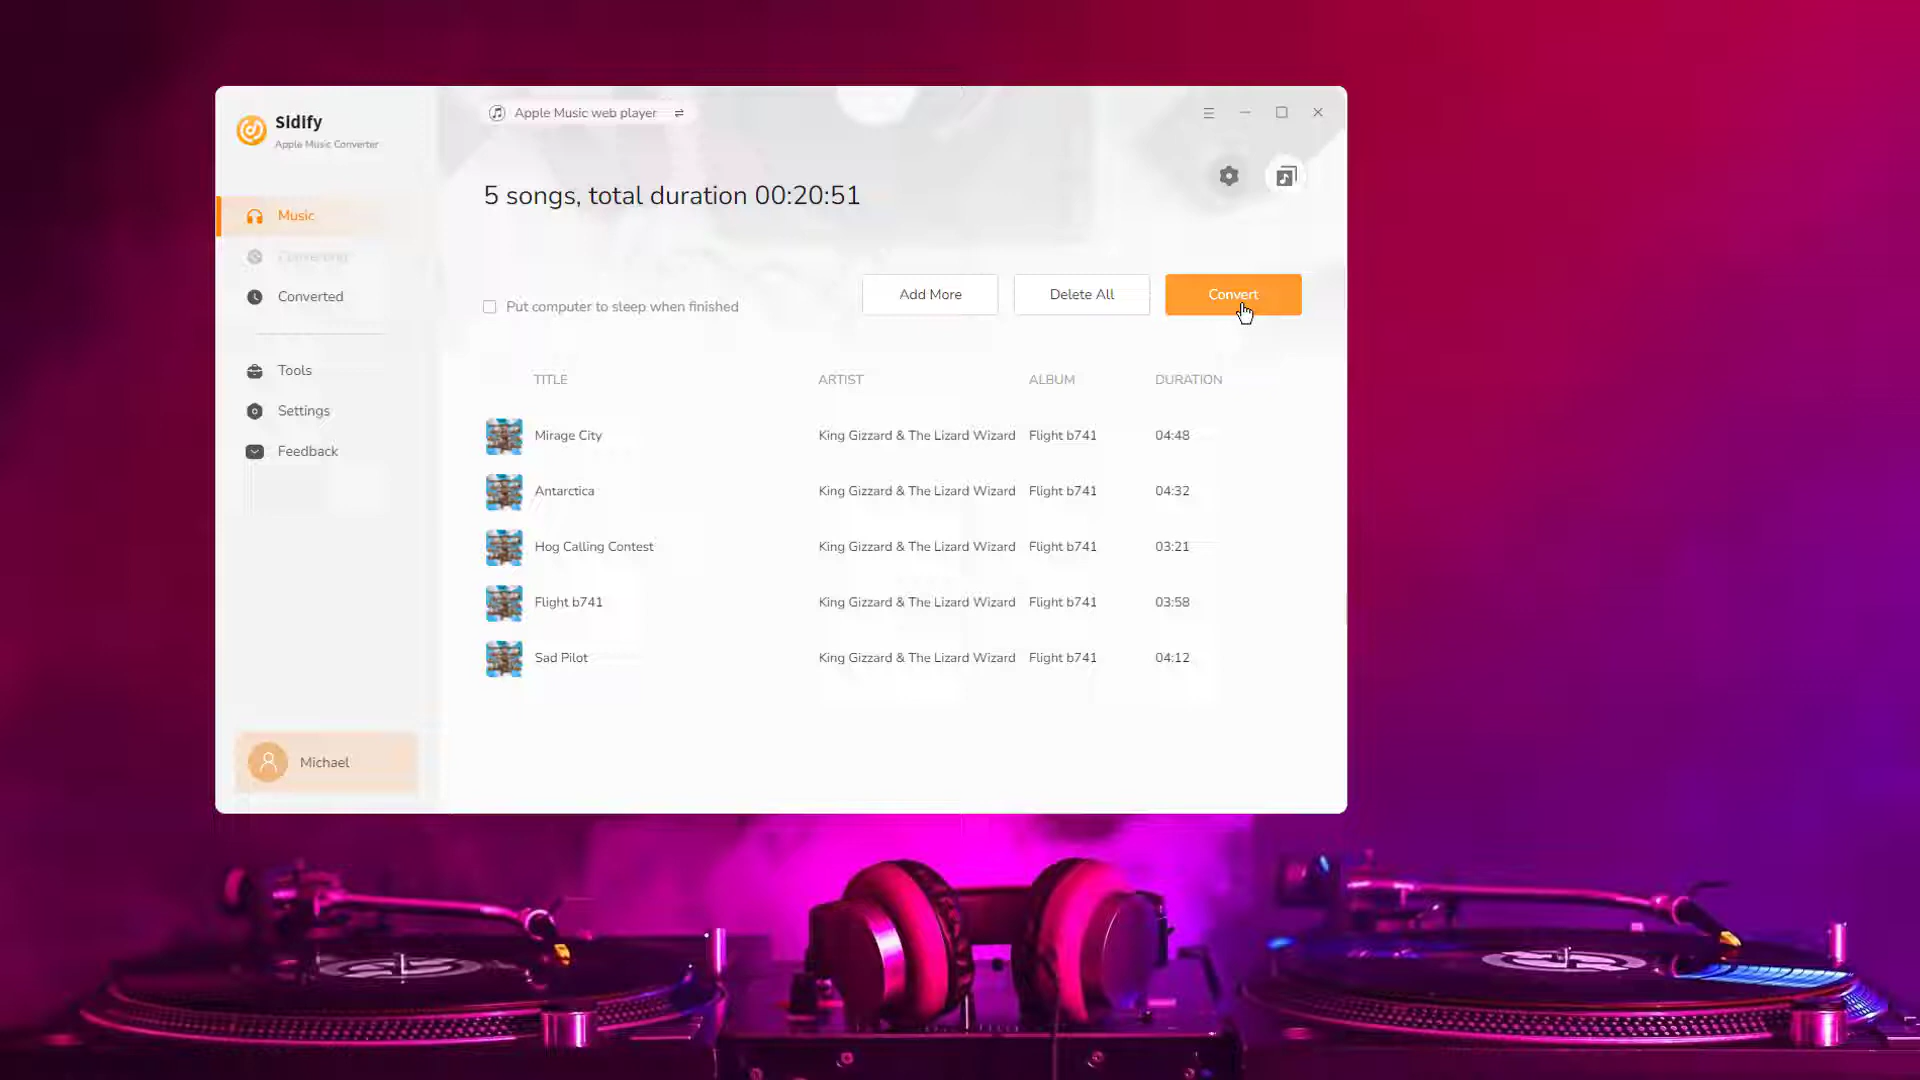 Sidify
Apple Music Converter
Apple Music web player
5 songs, total duration 00:20:51
Music
Converting
Converted
Tools
Settings
Feedback
Michael
Put computer to sleep when finished
Add More
Delete All
Convert
TITLE ARTIST ALBUM DURATION
Mirage City King Gizzard & The Lizard Wizard Flight b741 04:48
Antarctica King Gizzard & The Lizard Wizard Flight b741 04:32
Hog Calling Contest King Gizzard & The Lizard Wizard Flight b741 03:21
Flight b741 King Gizzard & The Lizard Wizard Flight b741 03:58
Sad Pilot King Gizzard & The Lizard Wizard Flight b741 04:12